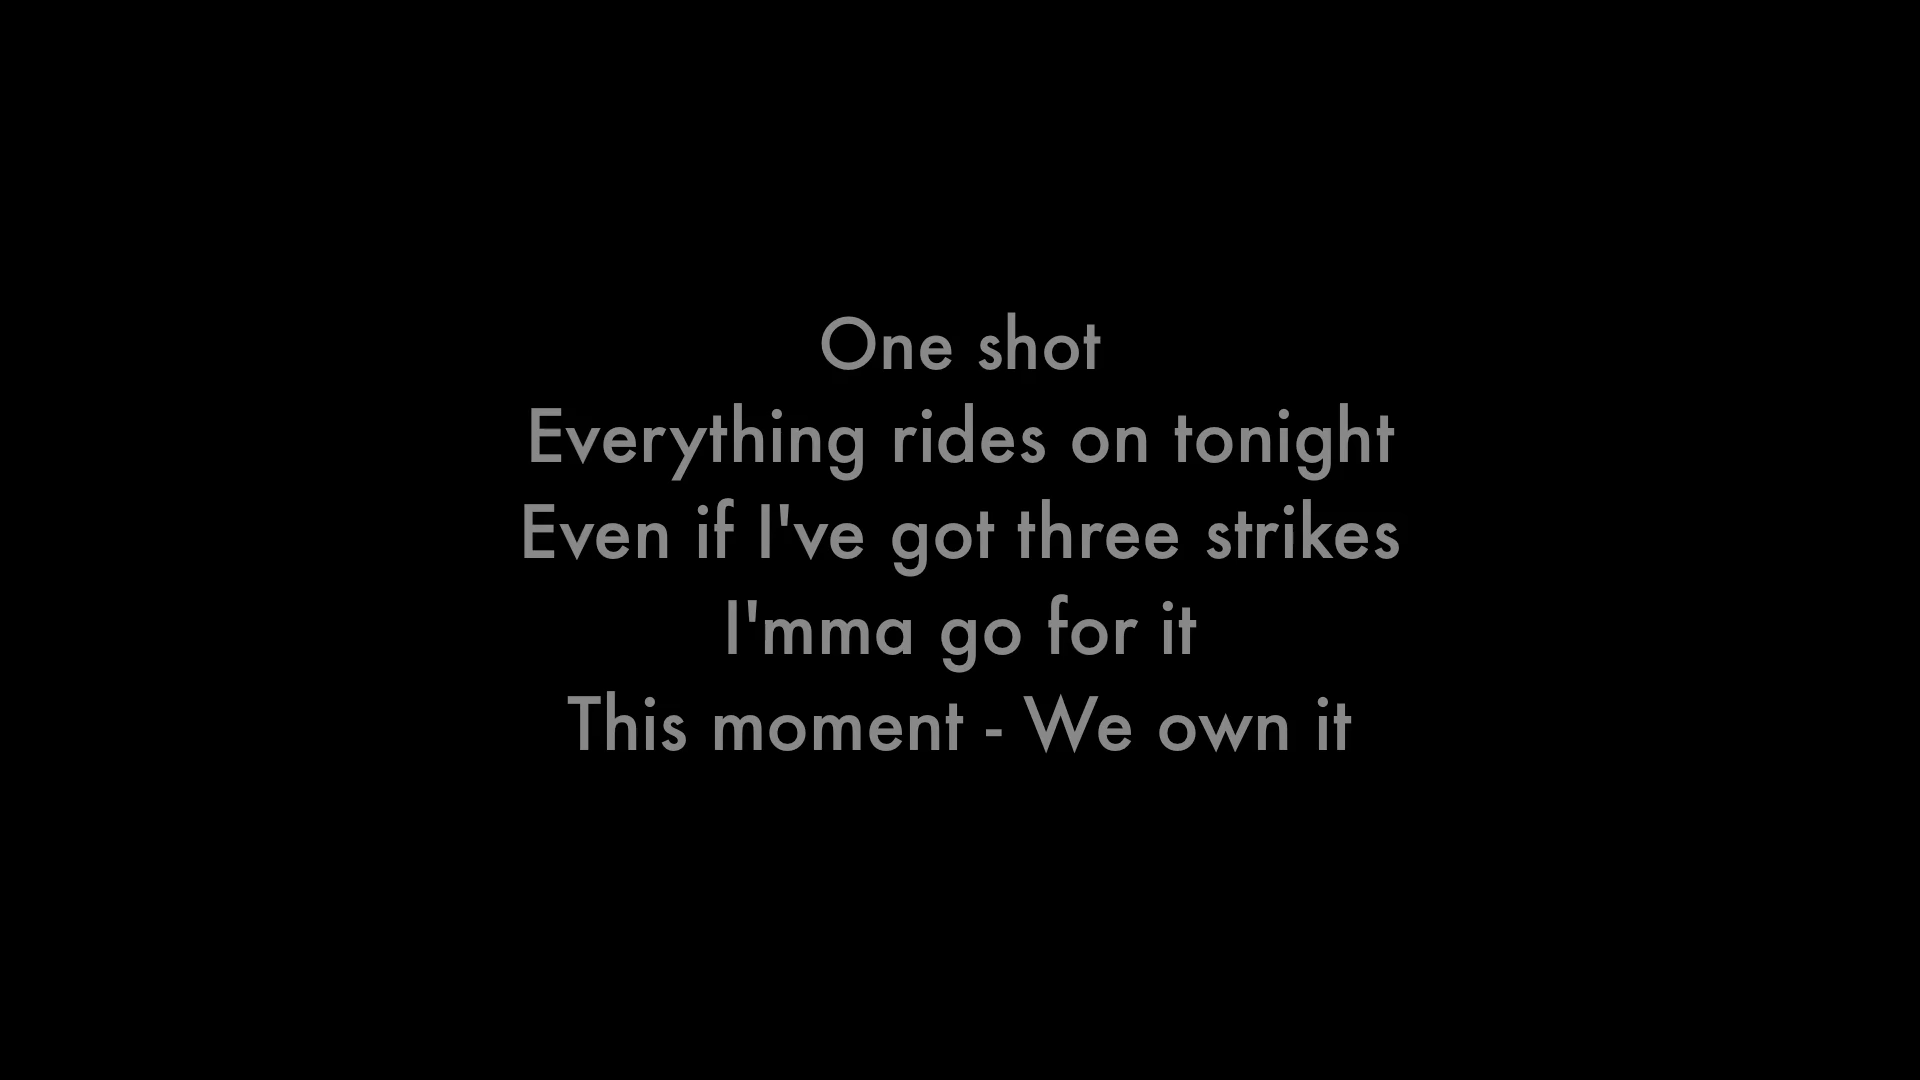 One shot
Everything rides on tonight
Even if I've got three strikes
I'mma go for it
This moment - We own it